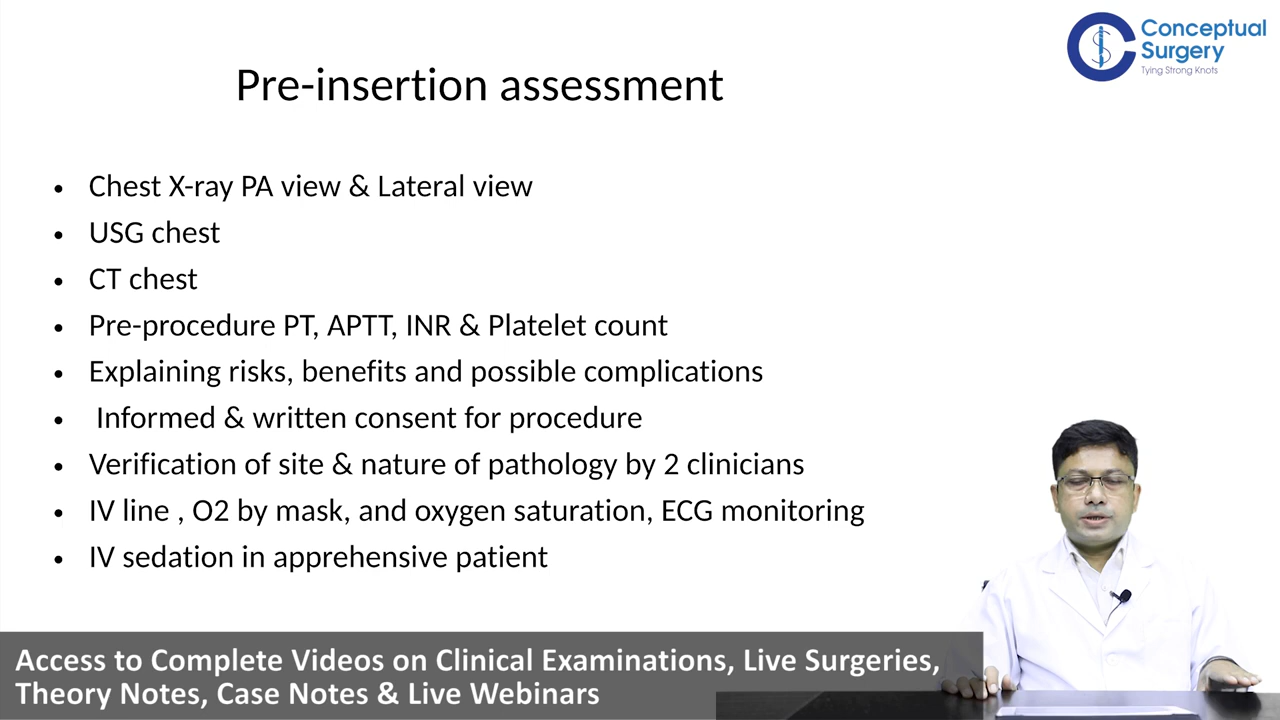 Conceptual
Surgery
Tying Strong Knots
Pre-insertion assessment
• Chest X-ray PA view & Lateral view
• USG chest
• CT chest
• Pre-procedure PT, APTT, INR & Platelet count
• Explaining risks, benefits and possible complications
• Informed & written consent for procedure
• Verification of site & nature of pathology by 2 clinicians
• IV line , O2 by mask, and oxygen saturation, ECG monitoring
• IV sedation in apprehensive patient
Access to Complete Videos on Clinical Examinations, Live Surgeries,
Theory Notes, Case Notes & Live Webinars